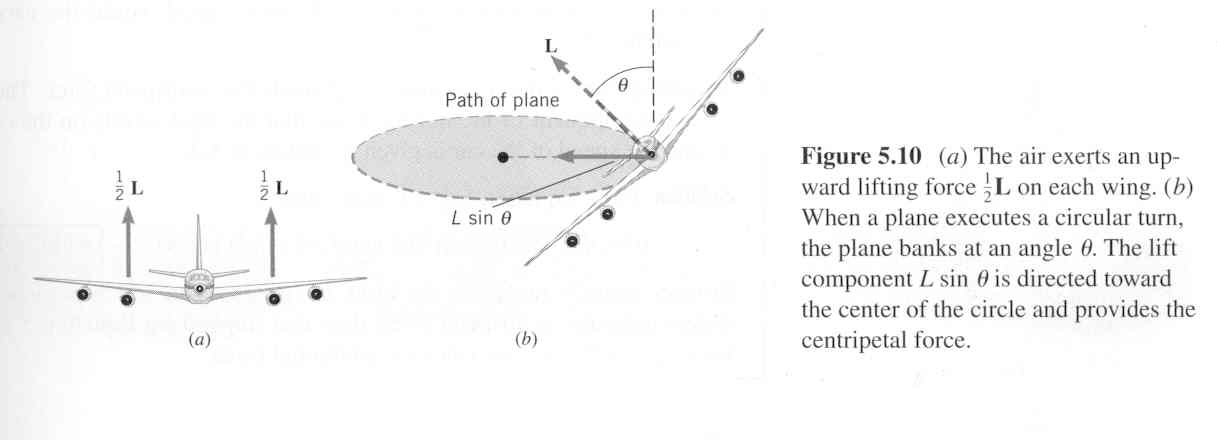 L
θ
Path of plane
L sin θ
½ L
½ L
(a)
(b)
Figure 5.10 (a) The air exerts an up-
ward lifting force ½L on each wing. (b)
When a plane executes a circular turn,
the plane banks at an angle θ. The lift
component L sin θ is directed toward
the center of the circle and provides the
centripetal force.